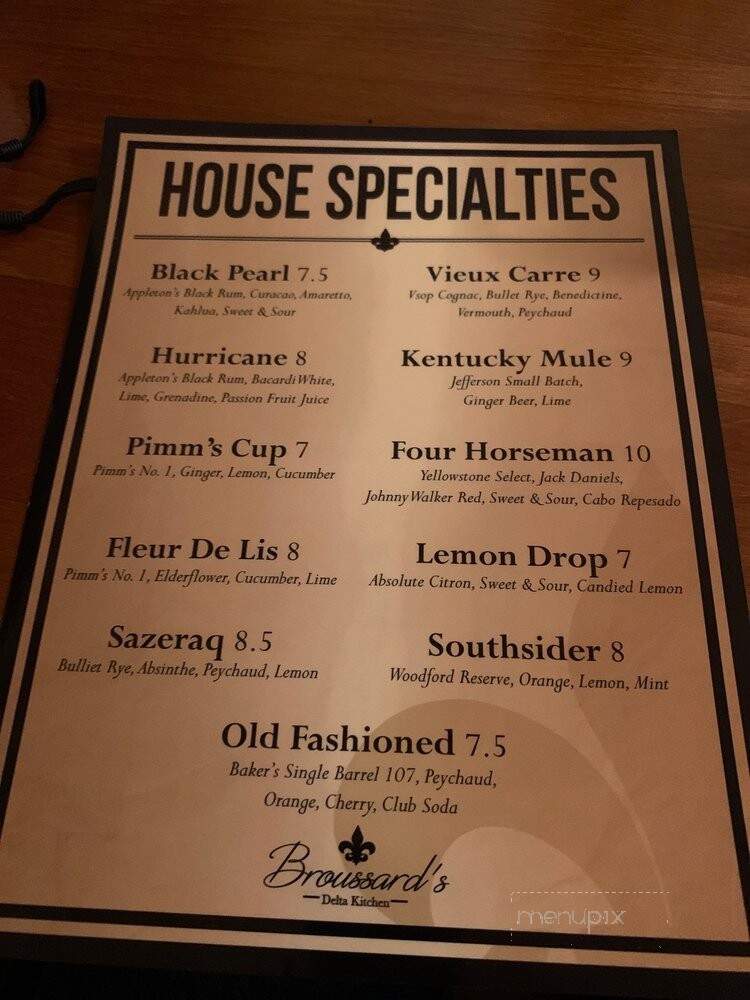 HOUSE SPECIALTIES
Black Pearl 7.5
Appleton's Black Rum, Curacao, Amaretto,
Kahlua, Sweet & Sour
Hurricane 8
Appleton's Black Rum, Bacardi White,
Lime, Grenadine, Passion Fruit Juice
Pimm's Cup 7
Pimm's No. 1, Ginger, Lemon, Cucumber
Fleur De Lis 8
Pimm's No. 1, Elderflower, Cucumber, Lime
Sazeraq 8.5
Bulliet Rye, Absinthe, Peychaud, Lemon
Vieux Carre 9
Vsop Cognac, Bullet Rye, Benedictine,
Vermouth, Peychaud
Kentucky Mule 9
Jefferson Small Batch,
Ginger Beer, Lime
Four Horseman 10
Yellowstone Select, Jack Daniels,
Johnny Walker Red, Sweet & Sour, Cabo Repesado
Lemon Drop 7
Absolute Citron, Sweet & Sour, Candied Lemon
Southsider 8
Woodford Reserve, Orange, Lemon, Mint
Old Fashioned 7.5
Baker's Single Barrel 107, Peychaud,
Orange, Cherry, Club Soda
Broussard's
Delta Kitchen
menupix